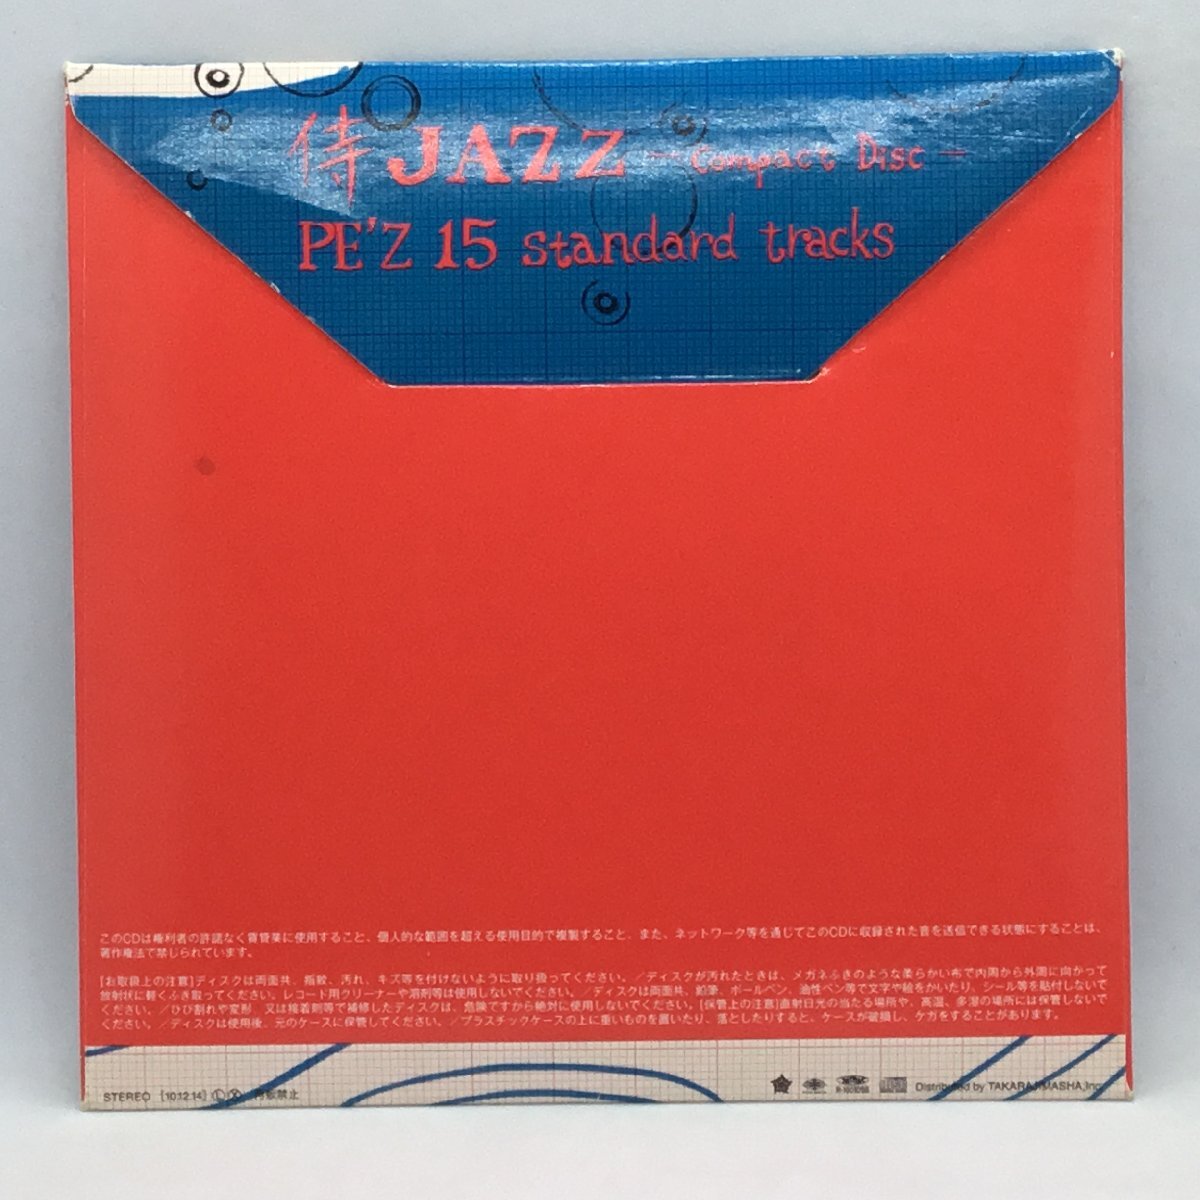 侍JAZZ －Compact Disc－
PE'Z 15 standard tracks
このCDは権利者の許諾なく賃貸業に使用すること、個人的な範囲を超える使用目的で複製すること、また、ネットワーク等を通じてこのCDに収録された音を送信できる状態にすることは、
著作権法で禁じられています。
[お取扱上の注意]ディスクは両面共、指紋、汚れ、キズ等を付けないように取り扱ってください。／ディスクが汚れたときは、メガネふきのような柔らかい布で内周から外周に向かって
放射状に軽くふき取ってください。レコード用クリーナーや溶剤等は使用しないでください。／ディスクは両面共、鉛筆、ボールペン、油性ペン等で文字や絵をかいたり、シール等を貼付しないで
ください。／ひび割れや変形、又は接着剤等で補修したディスクは、危険ですから絶対に使用しないでください。[保管上の注意]直射日光の当たる場所や、高温、多湿の場所には保管しないで
ください。／ディスクは使用後、元のケースに保管してください。／プラスチックケースの上に重いものを置いたり、落としたりすると、ケースが破損し、ケガをすることがあります。
STEREO [10.12.14] Ⓛ Ⓧ 再販禁止
Distributed by TAKARAJIMASHA,Inc.